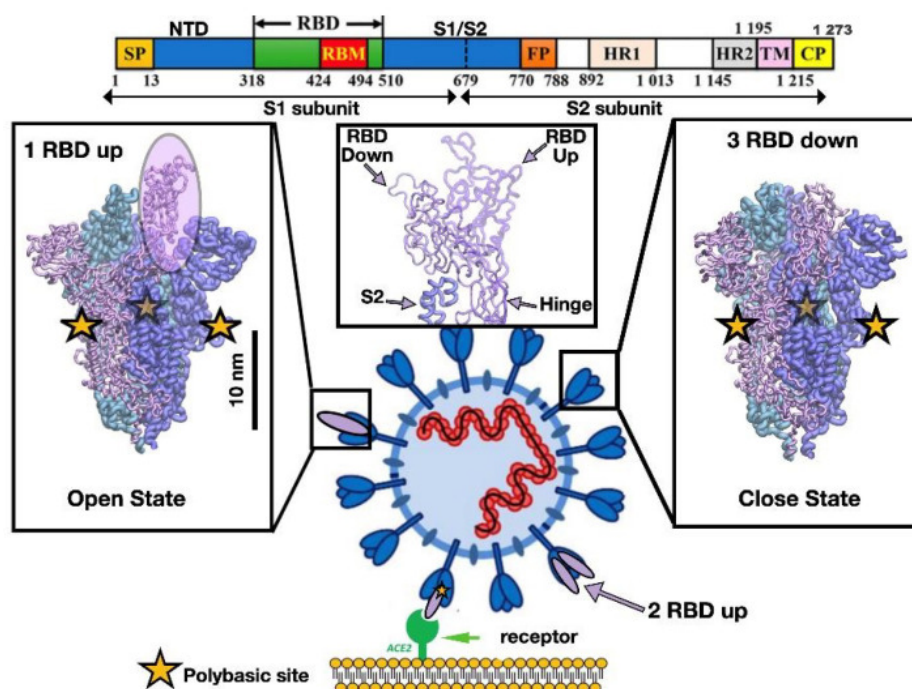 RBD
NTD
S1/S2
1 195
1 273
SP
RBM
FP
HR1
HR2
TM
CP
1
13
318
424
494
510
679
770
788
892
1 013
1 145
1 215
S1 subunit
S2 subunit
1 RBD up
10 nm
Open State
RBD
Down
RBD
Up
S2
Hinge
3 RBD down
Close State
2 RBD up
ACE2
receptor
Polybasic site